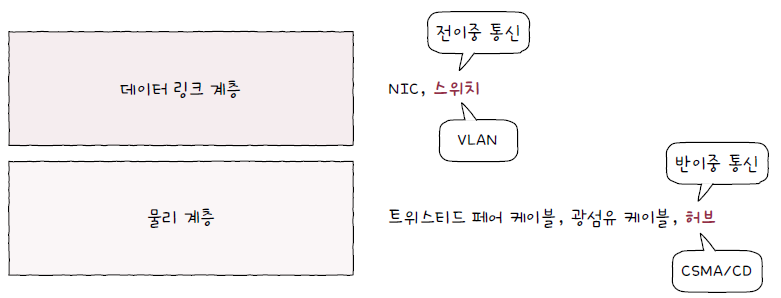 전이중 통신
데이터 링크 계층
NIC, 스위치
VLAN
반이중 통신
물리 계층
트위스티드 페어 케이블, 광섬유 케이블, 허브
CSMA/CD